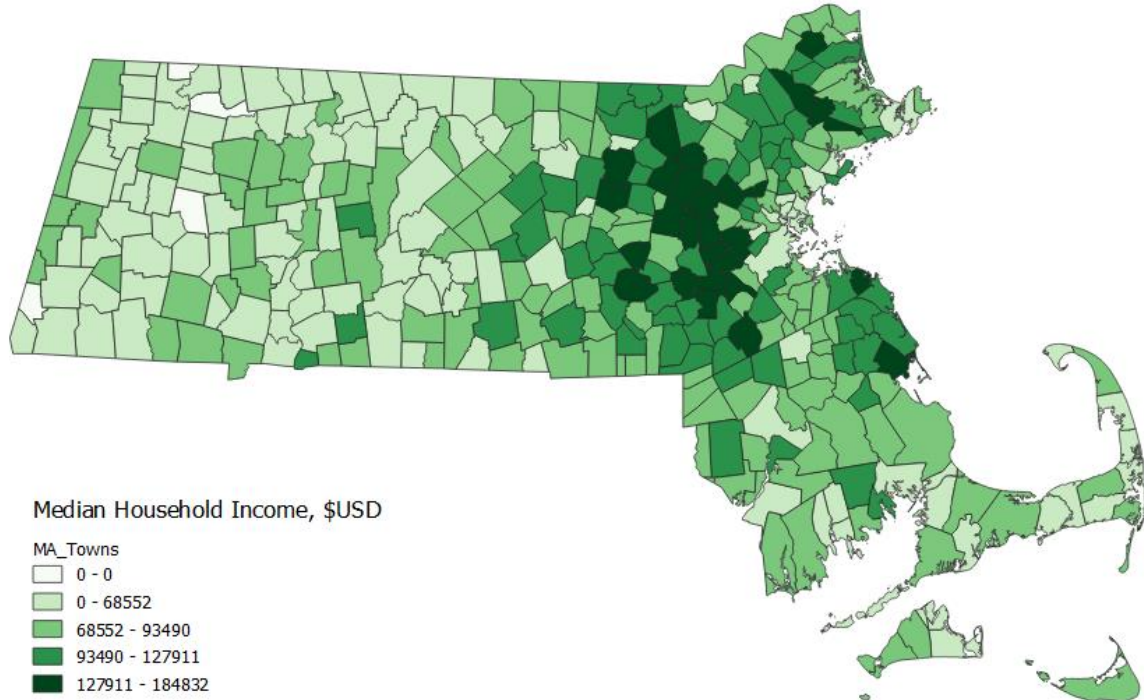 Median Household Income, $USD
MA_Towns
0 - 0
0 - 68552
68552 - 93490
93490 - 127911
127911 - 184832